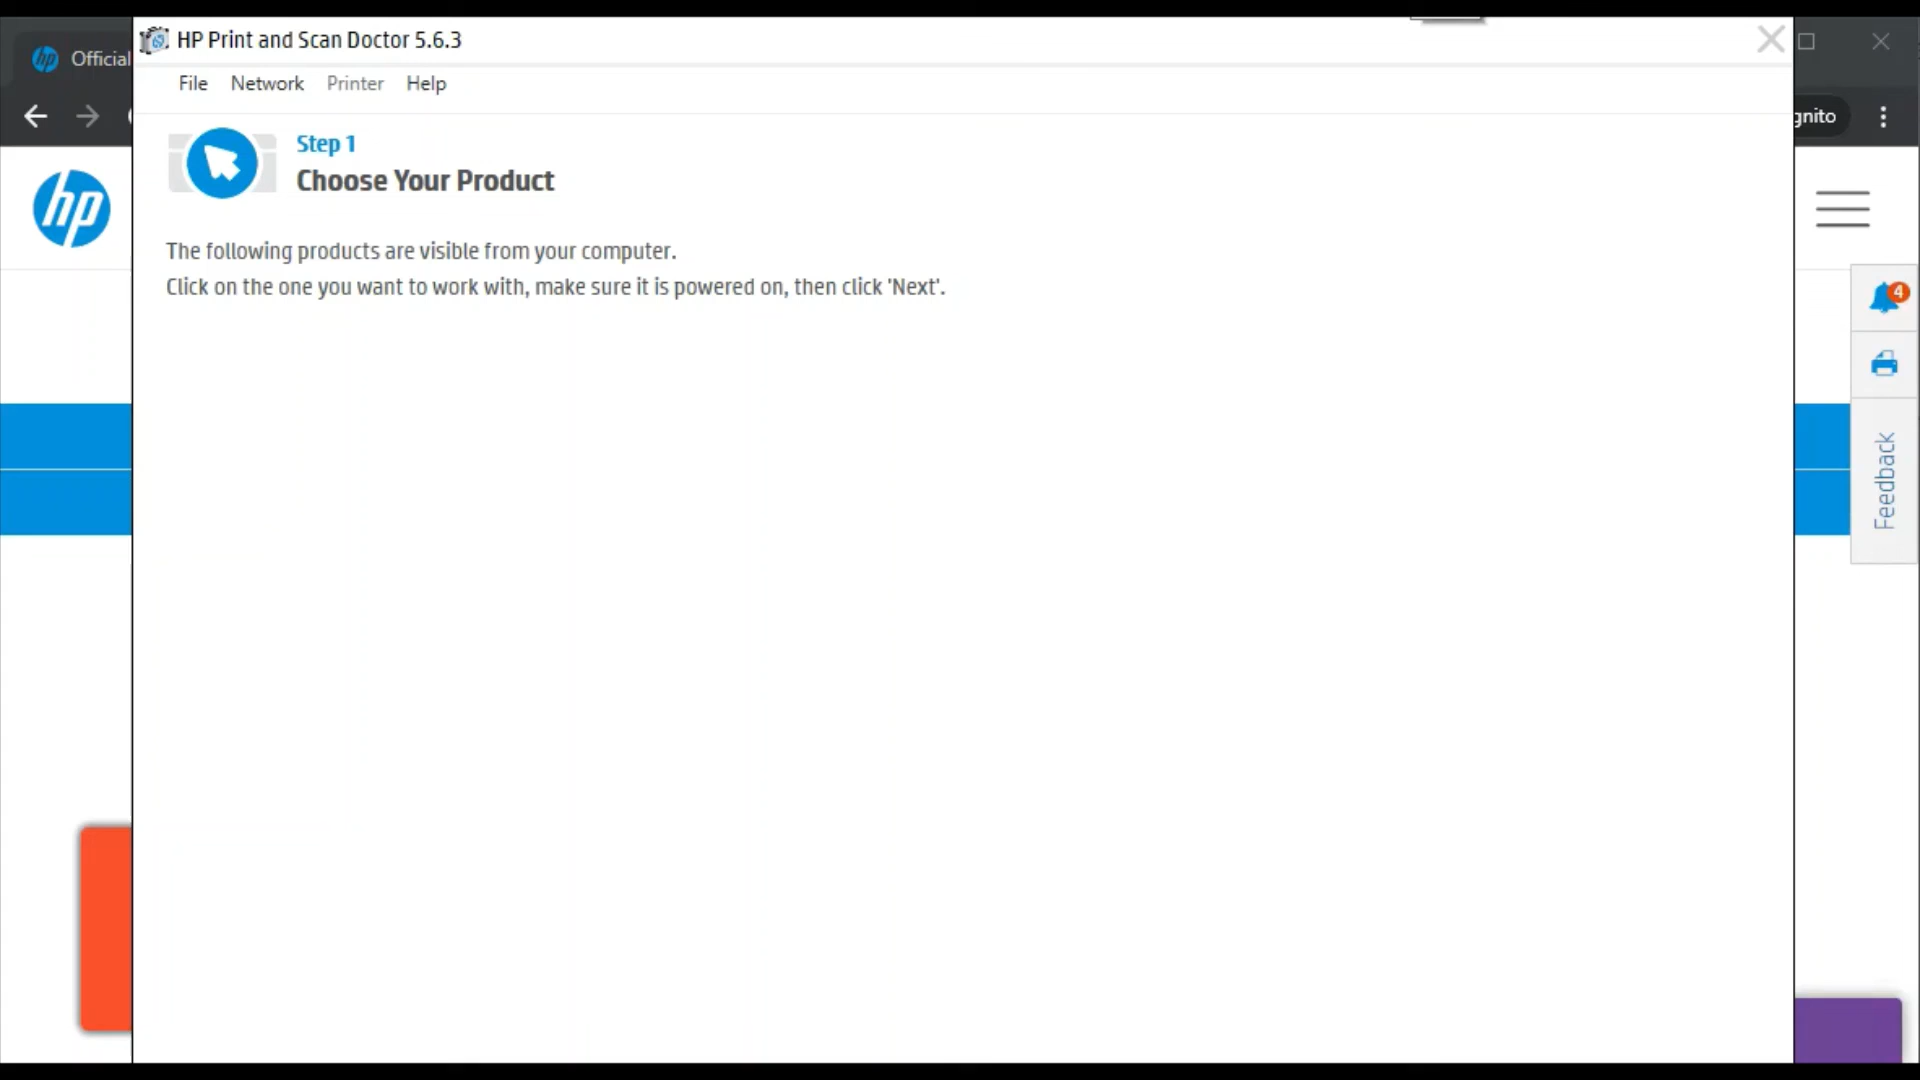 Official
HP Print and Scan Doctor 5.6.3
File Network Printer Help
gnito
hp
Step 1
Choose Your Product
The following products are visible from your computer.
Click on the one you want to work with, make sure it is powered on, then click 'Next'.
4
Feedback